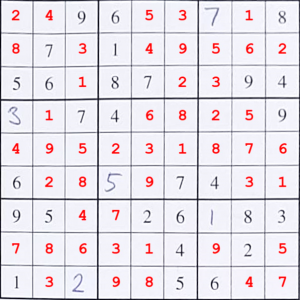 2 4 9 6 5 3 7 1 8
8 7 3 1 4 9 5 6 2
5 6 1 8 7 2 3 9 4
3 1 7 4 6 8 2 5 9
4 9 5 2 3 1 8 7 6
6 2 8 5 9 7 4 3 1
9 5 4 7 2 6 1 8 3
7 8 6 3 1 4 9 2 5
1 3 2 9 8 5 6 4 7